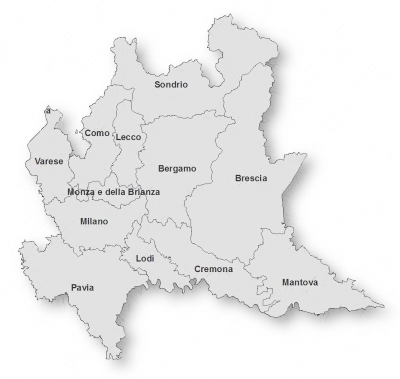 Sondrio
Como
Lecco
Varese
Bergamo
Brescia
Monza e della Brianza
Milano
Lodi
Cremona
Pavia
Mantova